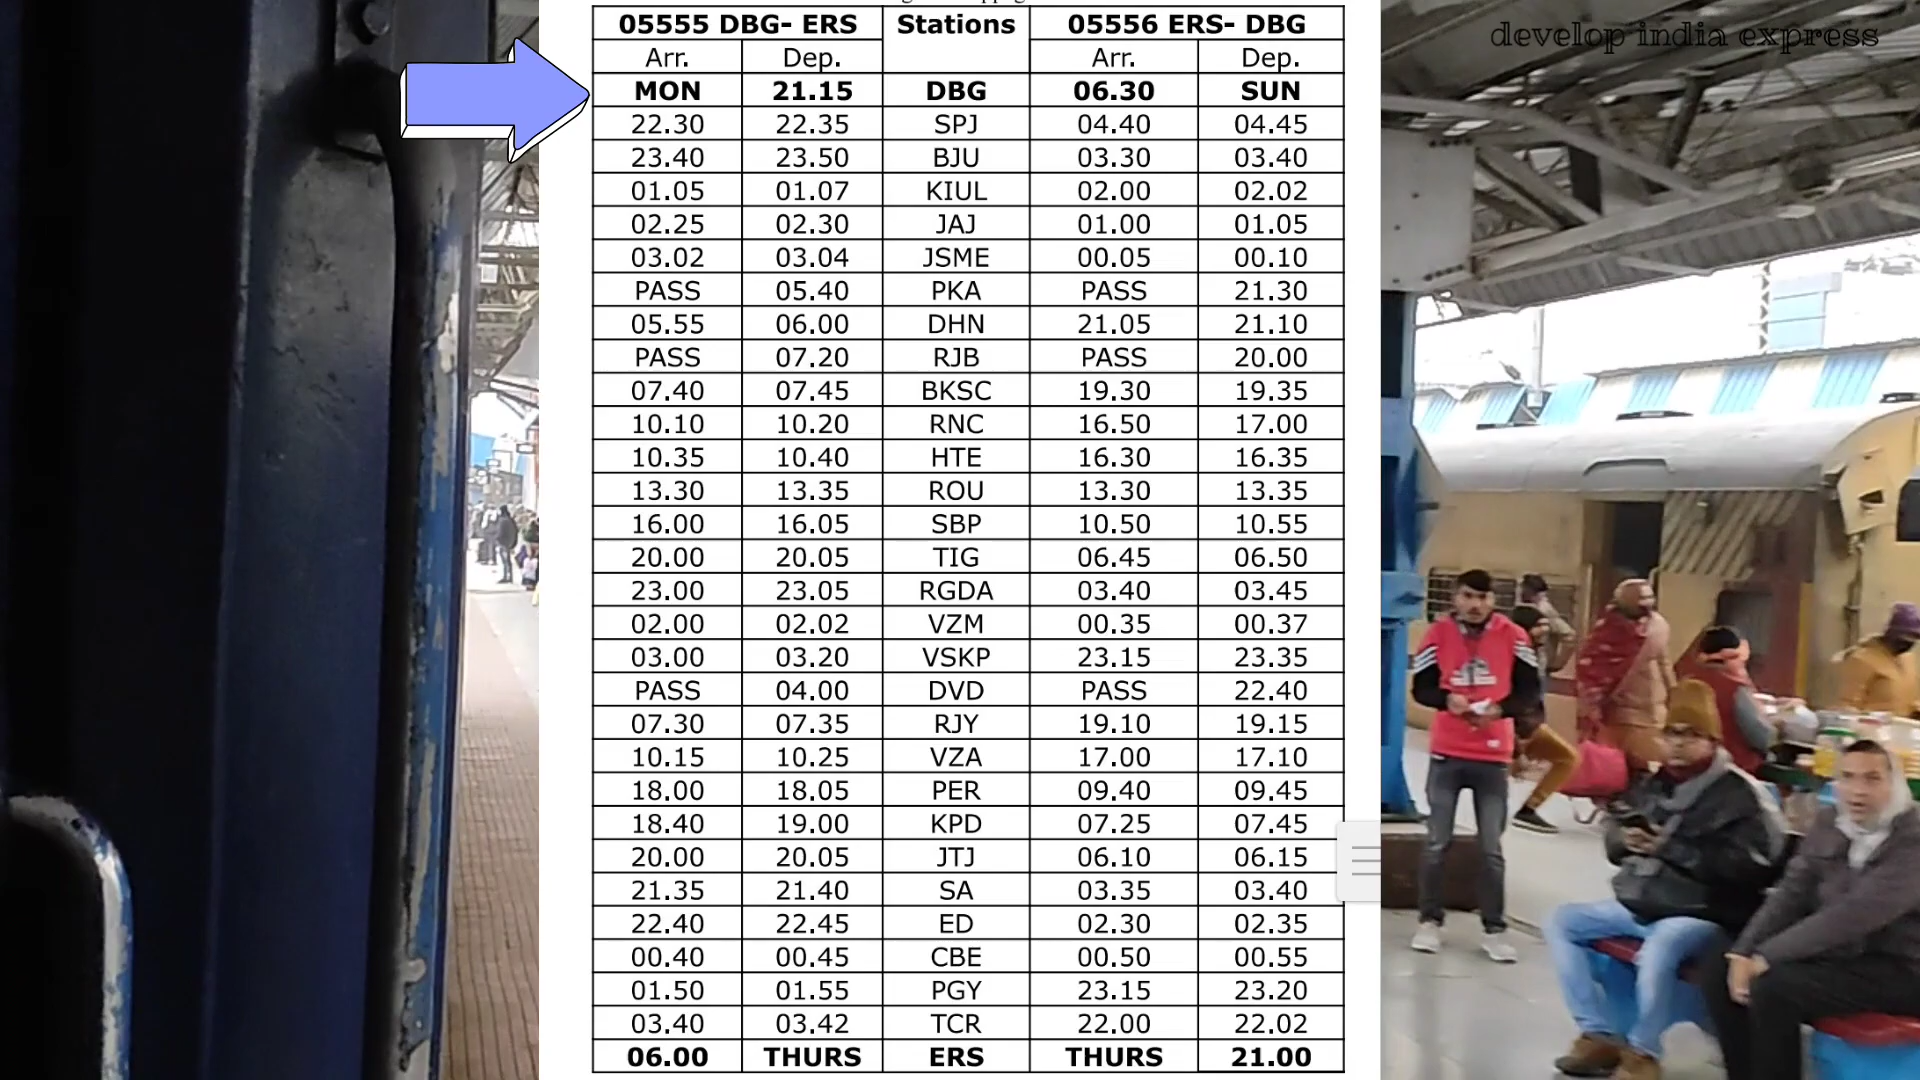 develop india express
05555 DBG- ERS Stations 05556 ERS- DBG
Arr. Dep. Arr. Dep.
MON 21.15 DBG 06.30 SUN
22.30 22.35 SPJ 04.40 04.45
23.40 23.50 BJU 03.30 03.40
01.05 01.07 KIUL 02.00 02.02
02.25 02.30 JAJ 01.00 01.05
03.02 03.04 JSME 00.05 00.10
PASS 05.40 PKA PASS 21.30
05.55 06.00 DHN 21.05 21.10
PASS 07.20 RJB PASS 20.00
07.40 07.45 BKSC 19.30 19.35
10.10 10.20 RNC 16.50 17.00
10.35 10.40 HTE 16.30 16.35
13.30 13.35 ROU 13.30 13.35
16.00 16.05 SBP 10.50 10.55
20.00 20.05 TIG 06.45 06.50
23.00 23.05 RGDA 03.40 03.45
02.00 02.02 VZM 00.35 00.37
03.00 03.20 VSKP 23.15 23.35
PASS 04.00 DVD PASS 22.40
07.30 07.35 RJY 19.10 19.15
10.15 10.25 VZA 17.00 17.10
18.00 18.05 PER 09.40 09.45
18.40 19.00 KPD 07.25 07.45
20.00 20.05 JTJ 06.10 06.15
21.35 21.40 SA 03.35 03.40
22.40 22.45 ED 02.30 02.35
00.40 00.45 CBE 00.50 00.55
01.50 01.55 PGY 23.15 23.20
03.40 03.42 TCR 22.00 22.02
06.00 THURS ERS THURS 21.00